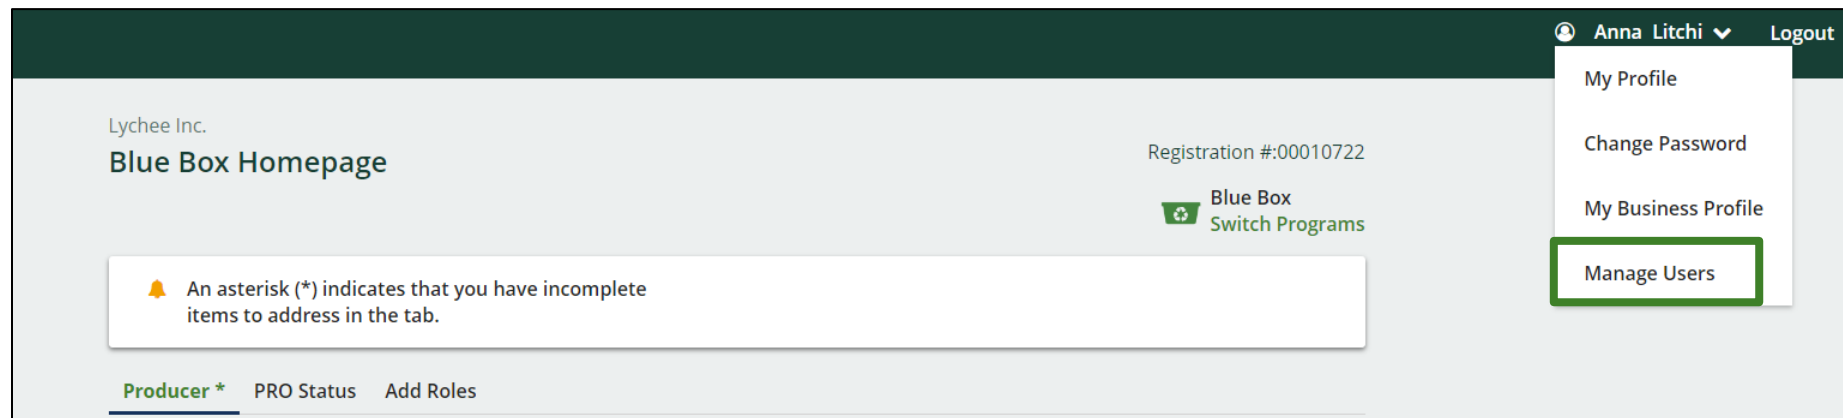 Anna Litchi
Logout
My Profile
Change Password
My Business Profile
Manage Users
Lychee Inc.
Blue Box Homepage
Registration #:00010722
Blue Box
Switch Programs
An asterisk (*) indicates that you have incomplete
items to address in the tab.
Producer * PRO Status Add Roles